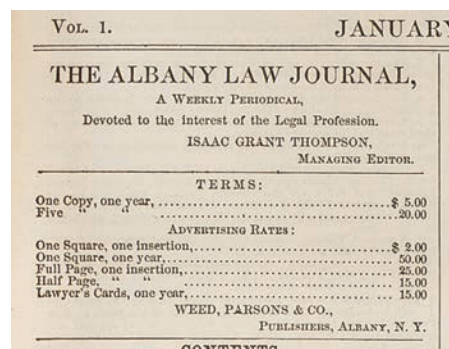 VOL. 1.
JANUARY
THE ALBANY LAW JOURNAL,
A WEEKLY PERIODICAL,
Devoted to the interest of the Legal Profession.
ISAAC GRANT THOMPSON,
MANAGING EDITOR.
TERMS:
One Copy, one year, ........................................ $ 5.00
Five “ “ ........................................ 20.00
ADVERTISING RATES:
One Square, one insertion, ........................................ $ 2.00
One Square, one year, ........................................ 50.00
Full Page, one insertion, ........................................ 25.00
Half Page, “ “ ........................................ 15.00
Lawyer's Cards, one year, ........................................ 15.00
WEED, PARSONS & CO.,
PUBLISHERS, ALBANY, N. Y.
CONTENTS